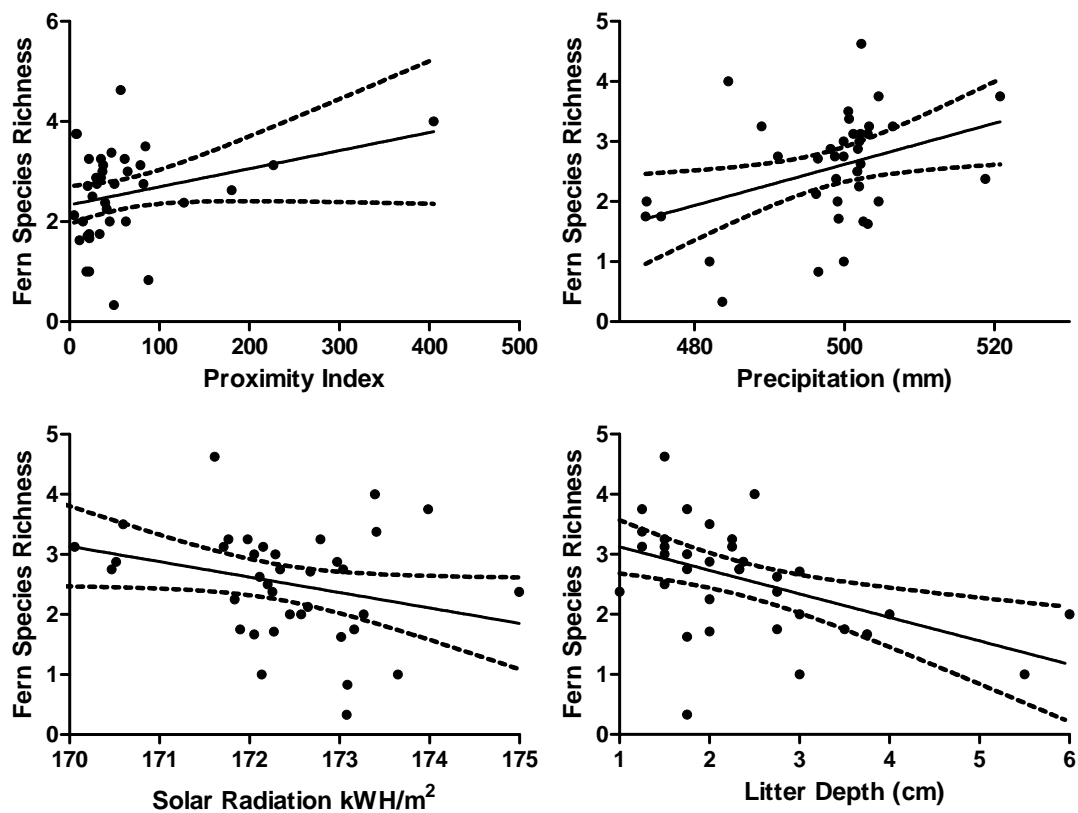 6
4
2
0
Fern Species Richness
0 100 200 300 400 500
Proximity Index
5
4
3
2
1
0
Fern Species Richness
480 500 520
Precipitation (mm)
5
4
3
2
1
0
Fern Species Richness
170 171 172 173 174 175
Solar Radiation kWH/m²
5
4
3
2
1
0
Fern Species Richness
1 2 3 4 5 6
Litter Depth (cm)